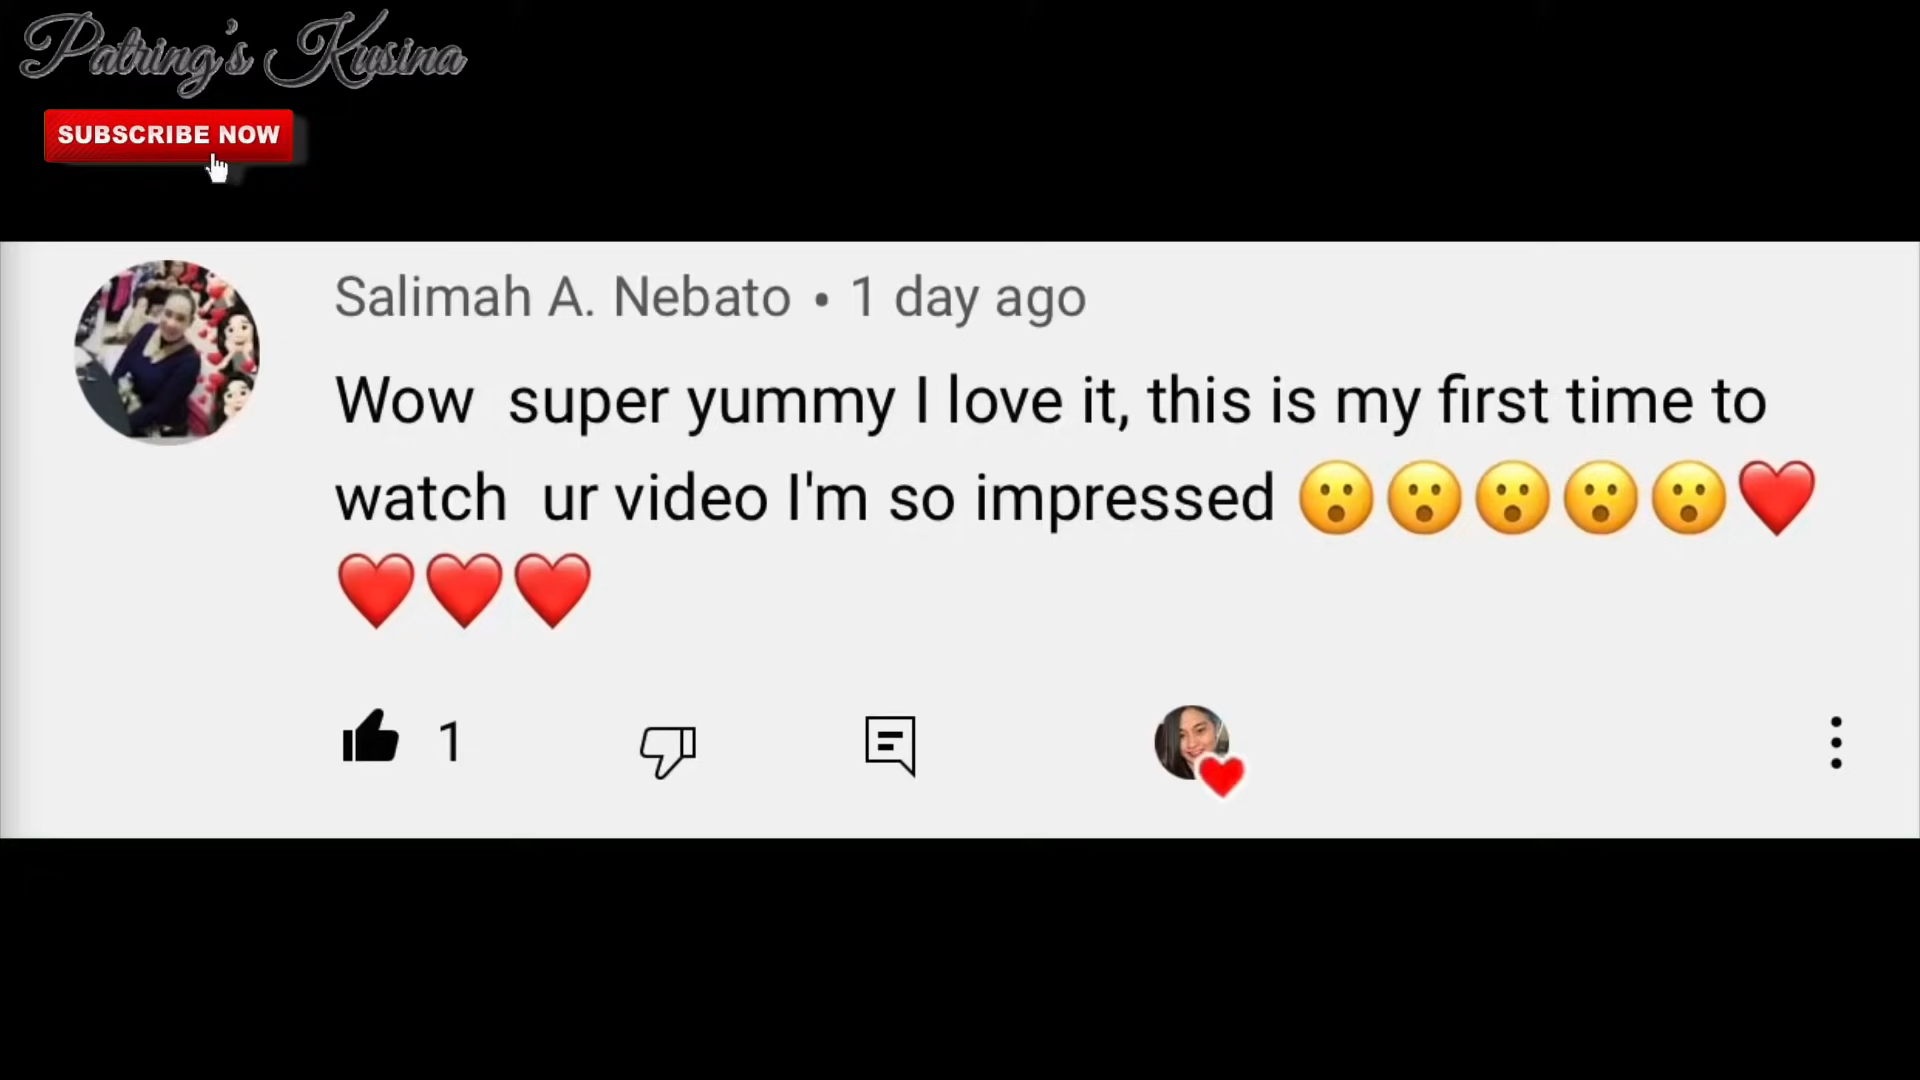 Patring's Kusina
SUBSCRIBE NOW
Salimah A. Nebato • 1 day ago
Wow  super yummy I love it, this is my first time to
watch  ur video I'm so impressed 😮😮😮😮😮❤️
❤️❤️❤️
1